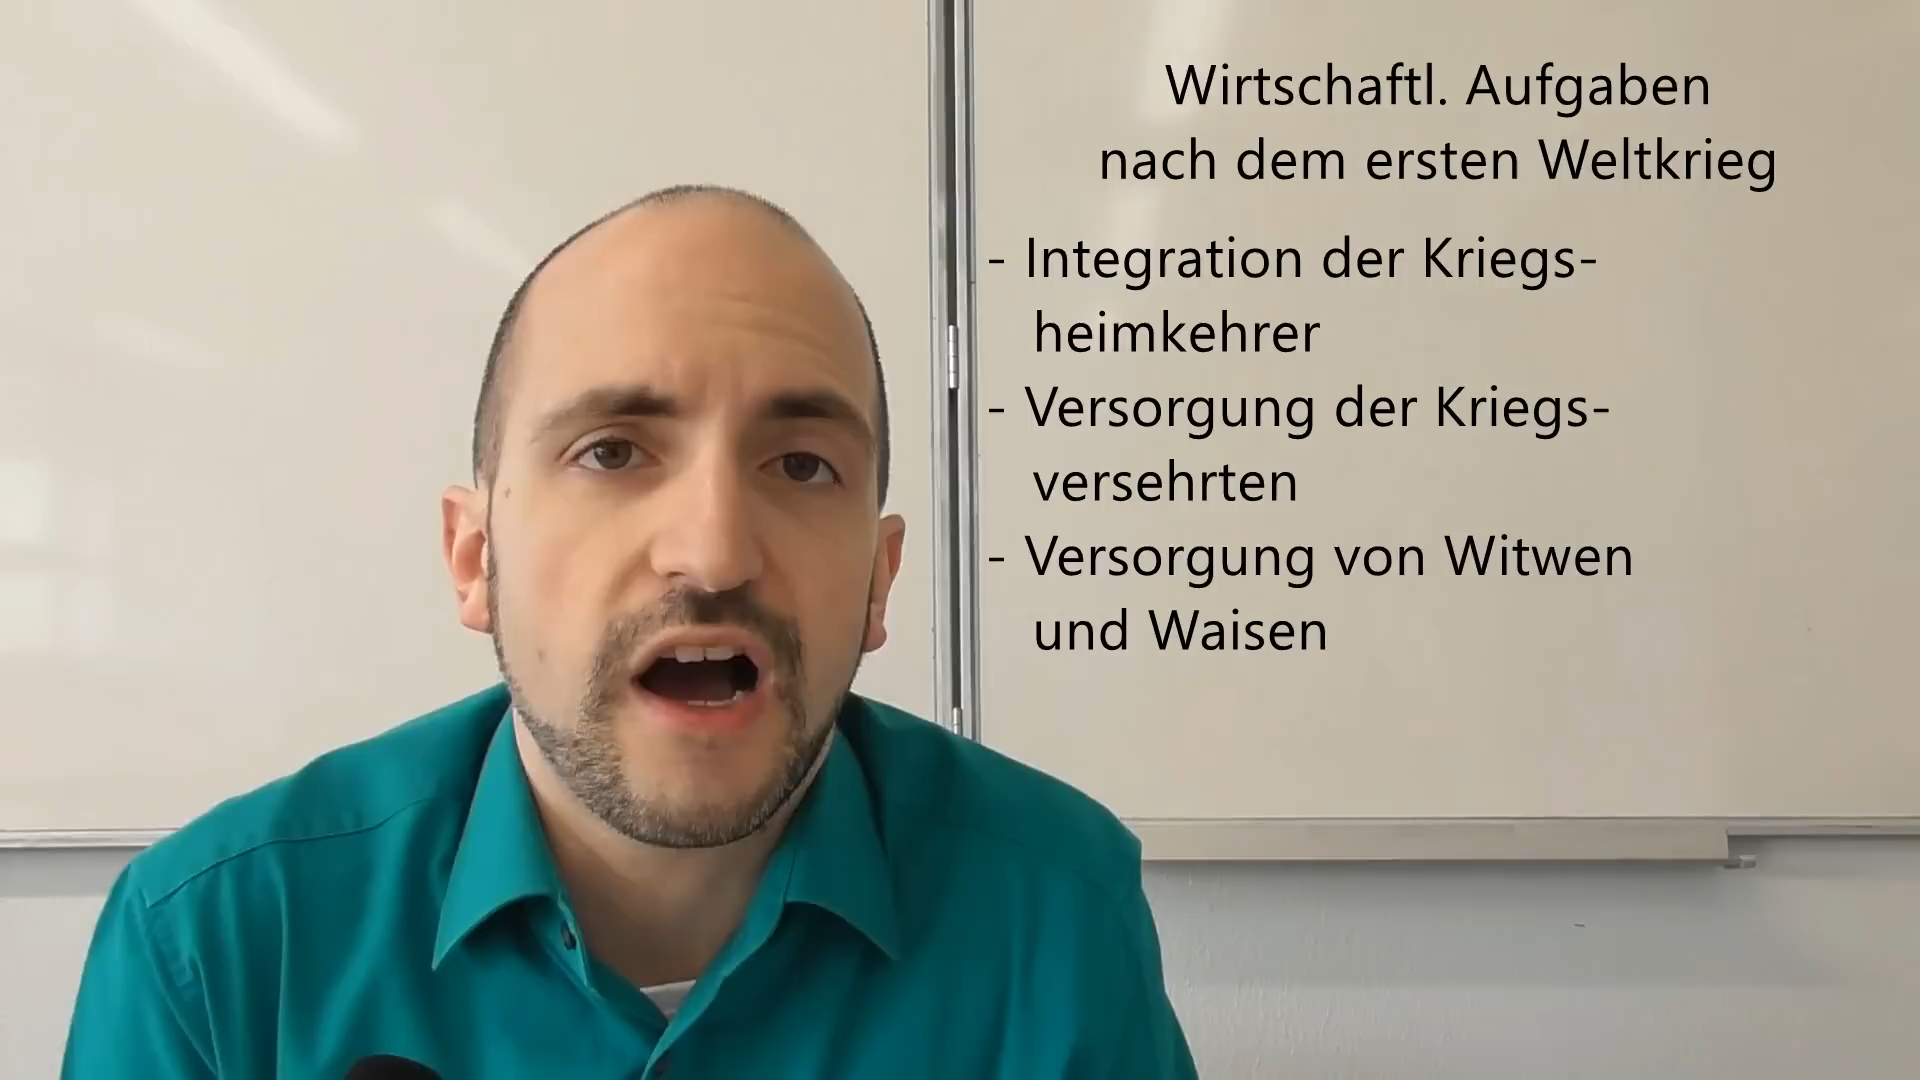 Wirtschaftl. Aufgaben
nach dem ersten Weltkrieg
- Integration der Kriegs-
heimkehrer
- Versorgung der Kriegs-
versehrten
- Versorgung von Witwen
und Waisen